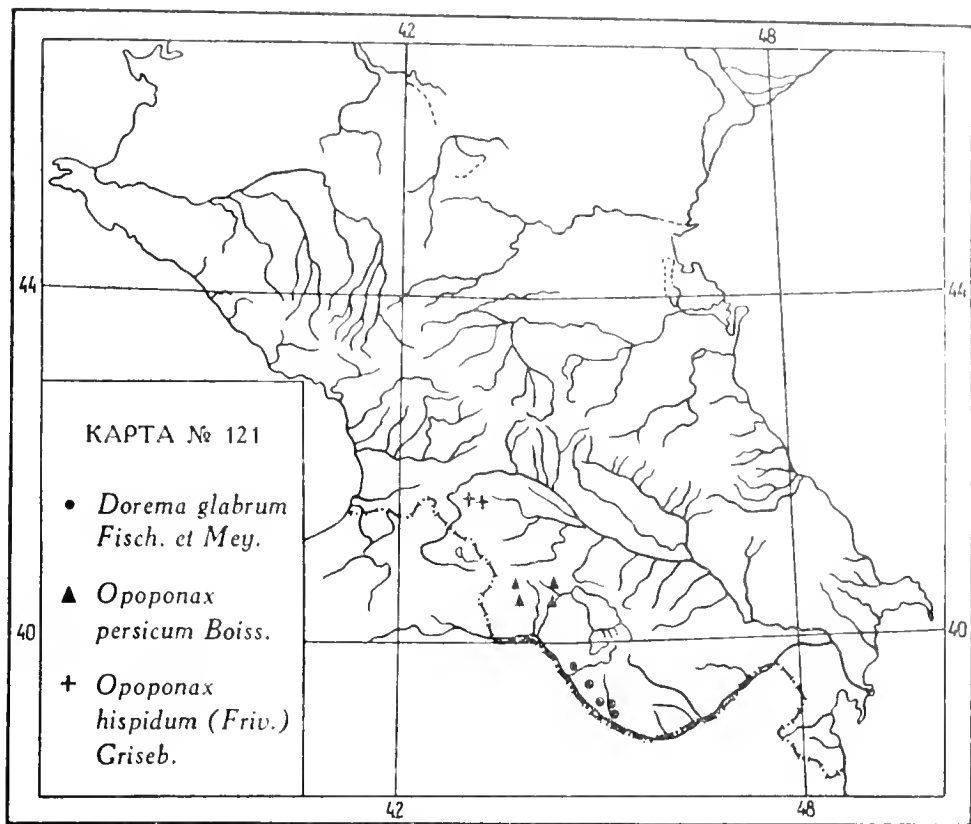 42 48
44 44
КАРТА № 121
● Dorema glabrum
Fisch. et Mey.
▲ Opoponax
persicum Boiss.
40 40
+ Opoponax
hispidum (Friv.)
Griseb.
42 48